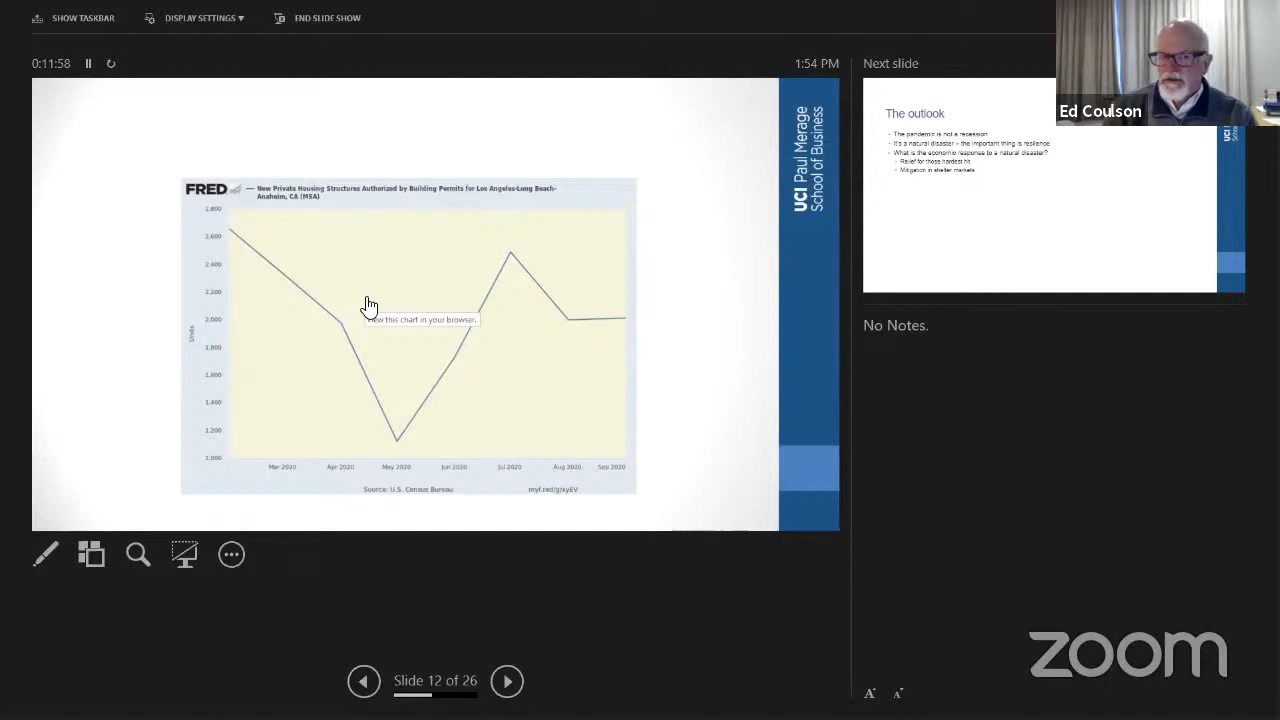 SHOW TASKBAR
DISPLAY SETTINGS ▾
END SLIDE SHOW
0:11:58
1:54 PM
Next slide
Ed Coulson
UCI Paul Merage
School of Business
FRED — New Private Housing Structures Authorized by Building Permits for Los Angeles-Long Beach-
Anaheim, CA (MSA)
2,800
2,600
2,400
2,200
2,000
1,800
1,600
1,400
1,200
1,000
Units
View this chart in your browser.
Mar 2020
Apr 2020
May 2020
Jun 2020
Jul 2020
Aug 2020
Sep 2020
Source: U.S. Census Bureau
myf.red/g/xyEV
The outlook
The pandemic is not a recession
It's a natural disaster – the important thing is resilence
What is the economic response to a natural disaster?
Relief for those hardest hit
Mitigation in shelter markets
UCI
No Notes.
Slide 12 of 26
A
A
zoom